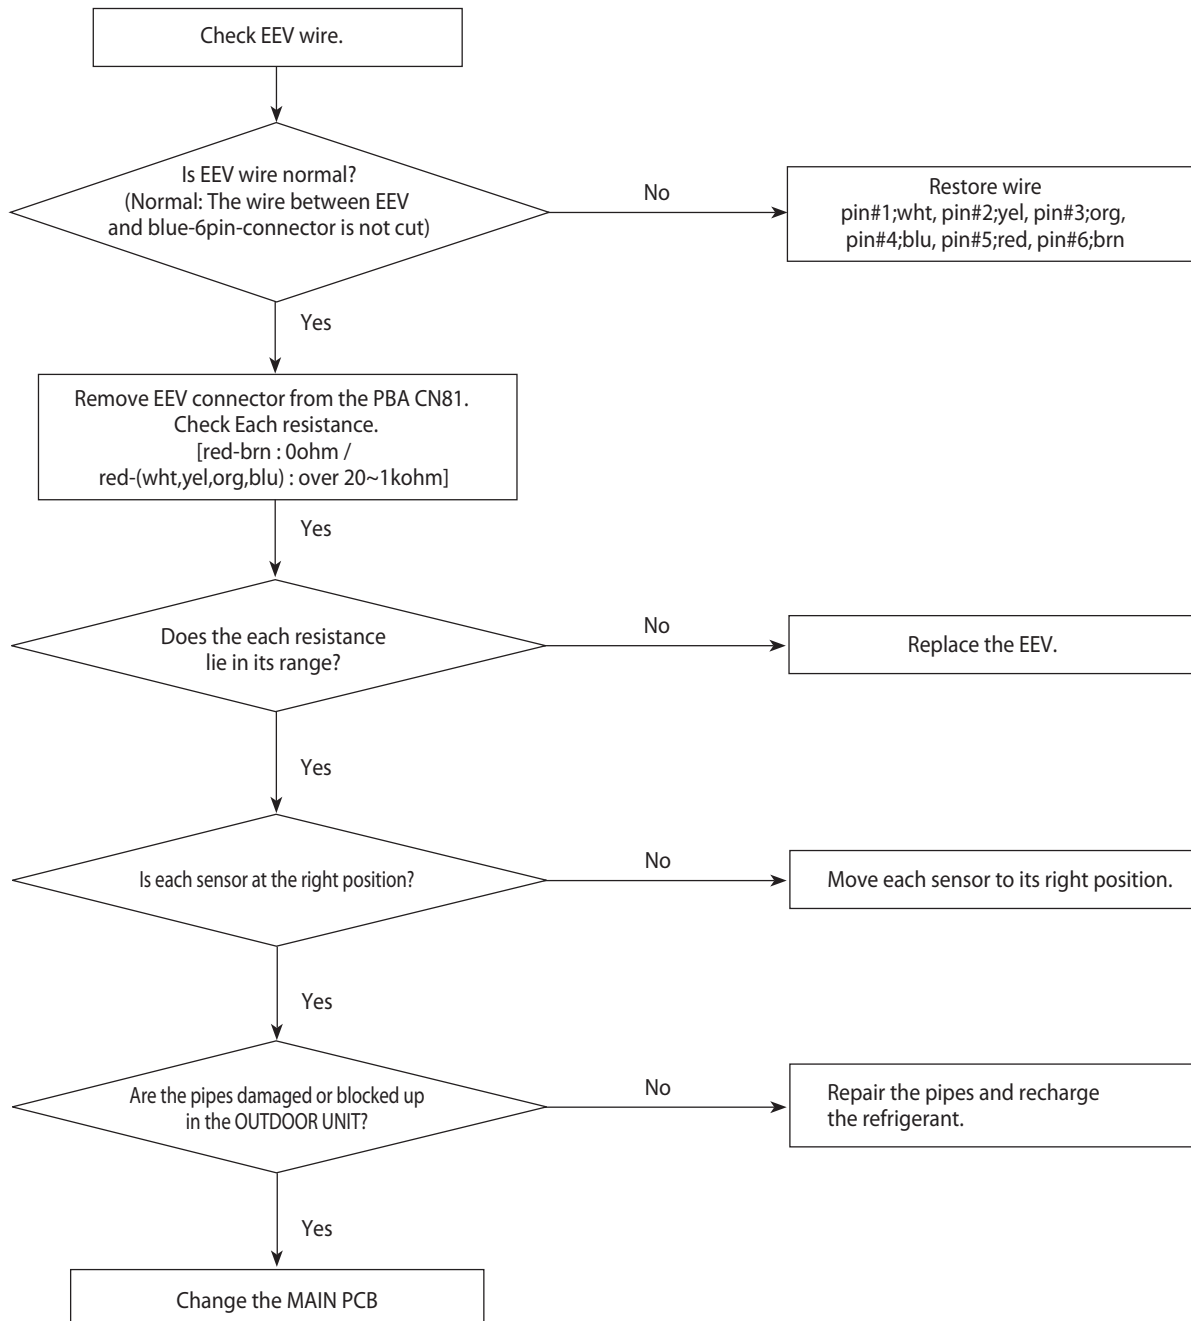 Check EEV wire.
Is EEV wire normal?
(Normal: The wire between EEV
and blue-6pin-connector is not cut)
No
Restore wire
pin#1;wht, pin#2;yel, pin#3;org,
pin#4;blu, pin#5;red, pin#6;brn
Yes
Remove EEV connector from the PBA CN81.
Check Each resistance.
[red-brn : 0ohm /
red-(wht,yel,org,blu) : over 20~1kohm]
Yes
Does the each resistance
lie in its range?
No
Replace the EEV.
Yes
Is each sensor at the right position?
No
Move each sensor to its right position.
Yes
Are the pipes damaged or blocked up
in the OUTDOOR UNIT?
No
Repair the pipes and recharge
the refrigerant.
Yes
Change the MAIN PCB